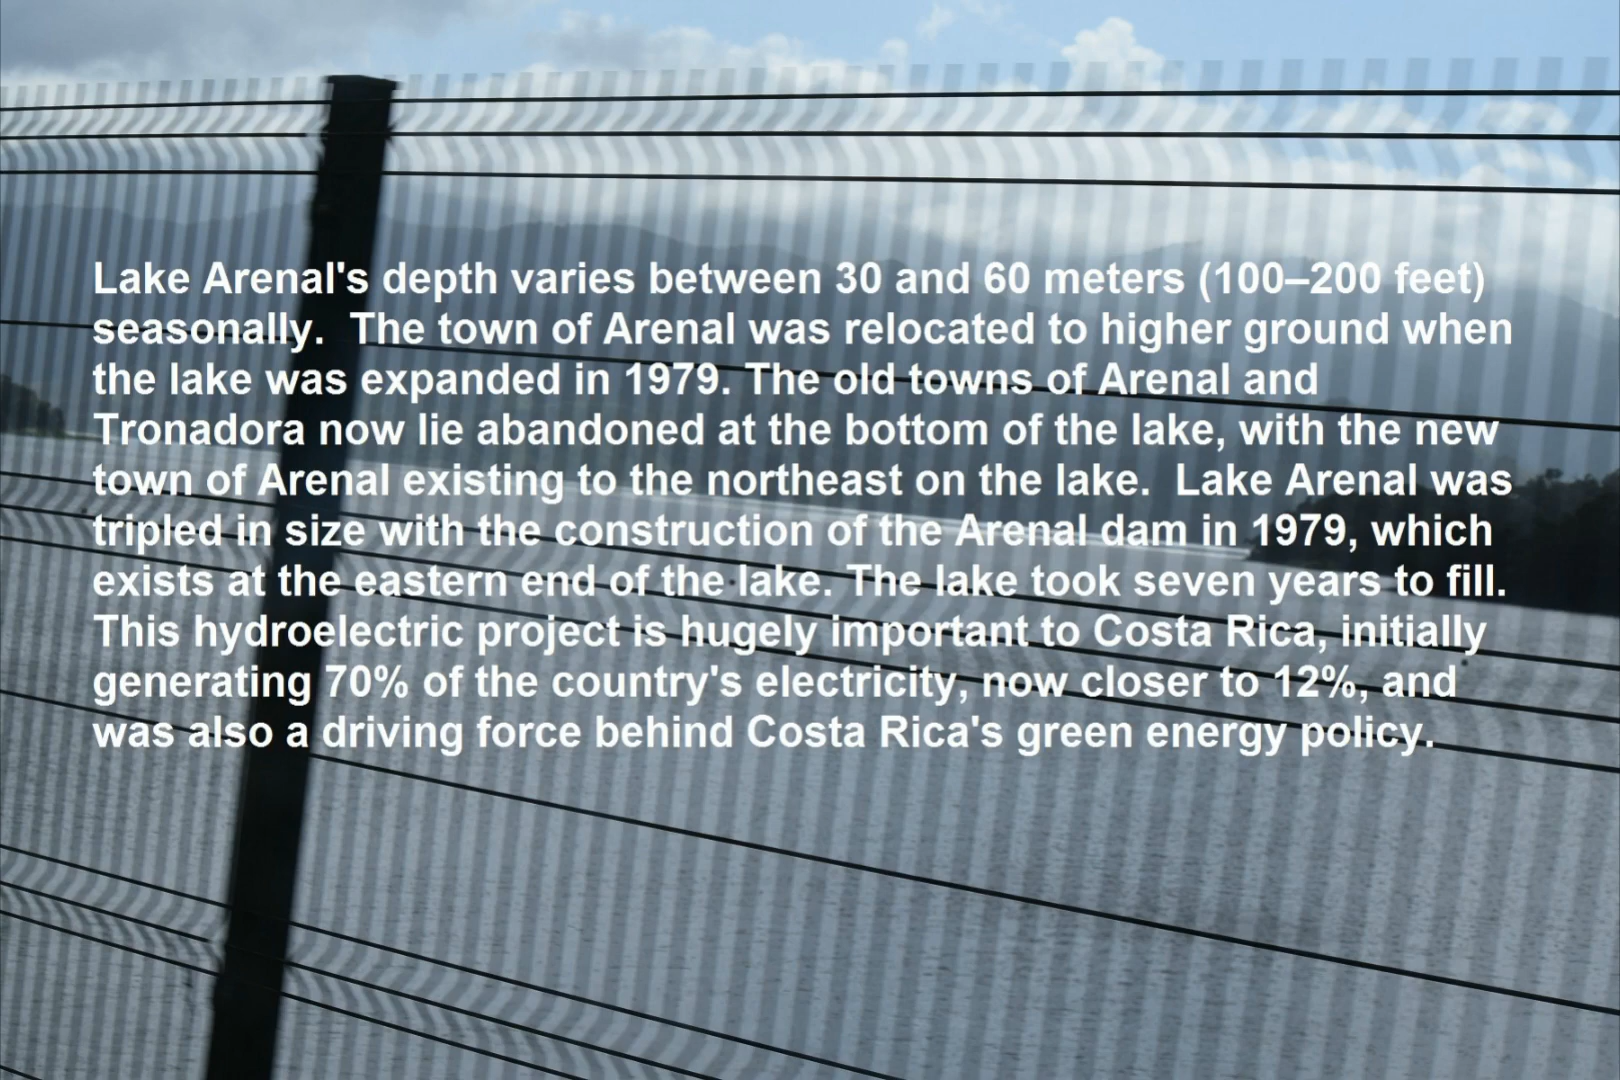 Lake Arenal's depth varies between 30 and 60 meters (100–200 feet)
seasonally.  The town of Arenal was relocated to higher ground when
the lake was expanded in 1979. The old towns of Arenal and
Tronadora now lie abandoned at the bottom of the lake, with the new
town of Arenal existing to the northeast on the lake.  Lake Arenal was
tripled in size with the construction of the Arenal dam in 1979, which
exists at the eastern end of the lake. The lake took seven years to fill.
This hydroelectric project is hugely important to Costa Rica, initially
generating 70% of the country's electricity, now closer to 12%, and
was also a driving force behind Costa Rica's green energy policy.